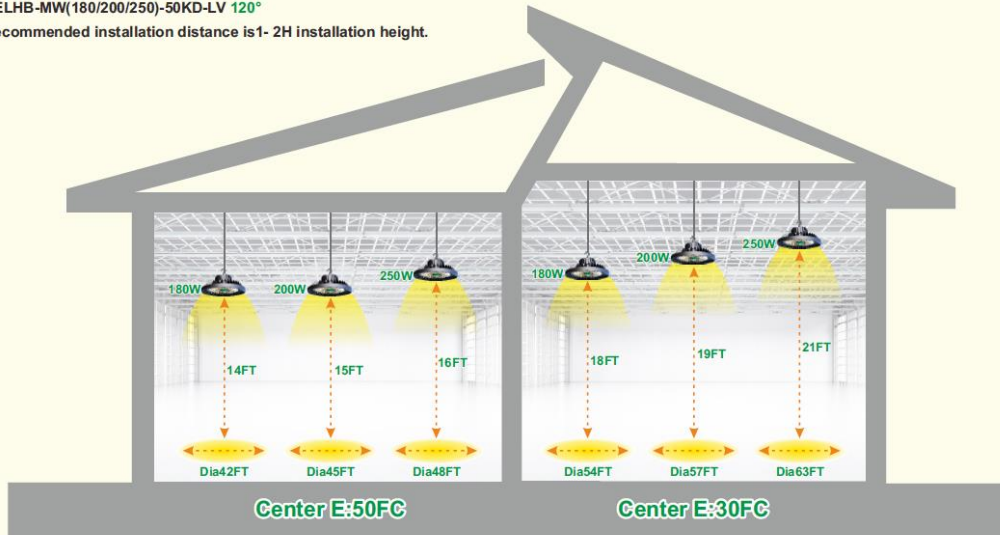 ELHB-MW(180/200/250)-50KD-LV 120°
ecommended installation distance is1- 2H installation height.
180W 200W 250W 180W 200W 250W
14FT 15FT 16FT 18FT 19FT 21FT
Dia42FT Dia45FT Dia48FT Dia54FT Dia57FT Dia63FT
Center E:50FC Center E:30FC